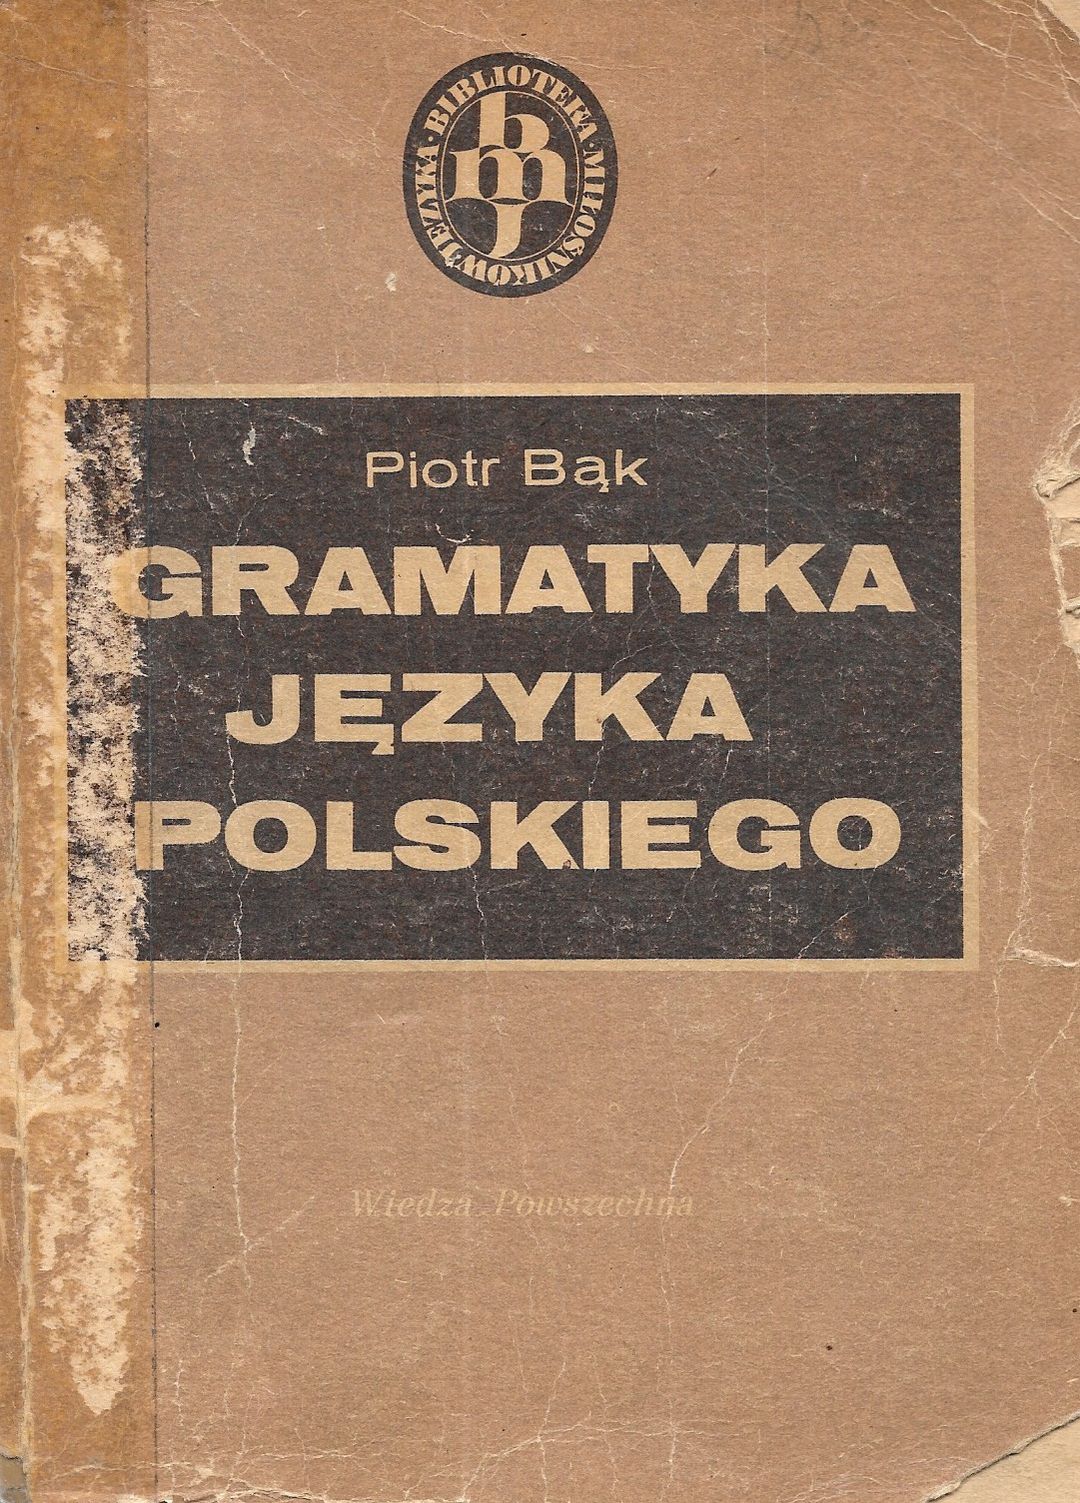 BIBLIOTEKA · MIŁOŚNIKÓW JĘZYKA ·
bmj
Piotr Bąk
GRAMATYKA
JĘZYKA
POLSKIEGO
Wiedza Powszechna